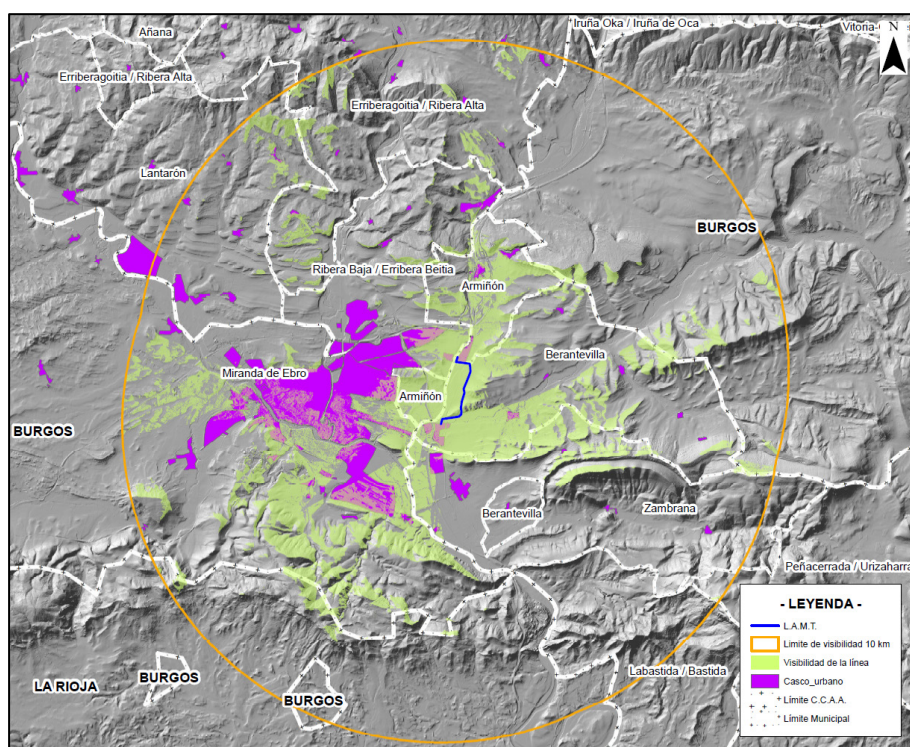 Iruña Oka / Iruña de Oca
Vitoria-
N
Añana
Erriberagoitia / Ribera Alta
Erriberagoitia / Ribera Alta
Lantarón
BURGOS
Ribera Baja / Erribera Beitia
Armiñón
Berantevilla
Miranda de Ebro
Armiñón
BURGOS
Berantevilla
Zambrana
Peñacerrada / Urizaharra
- LEYENDA -
L.A.M.T.
Limite de visibilidad 10 km
Visibilidad de la línea
Casco_urbano
Límite C.C.A.A.
Límite Municipal
Labastida / Bastida
LA RIOJA
BURGOS
BURGOS